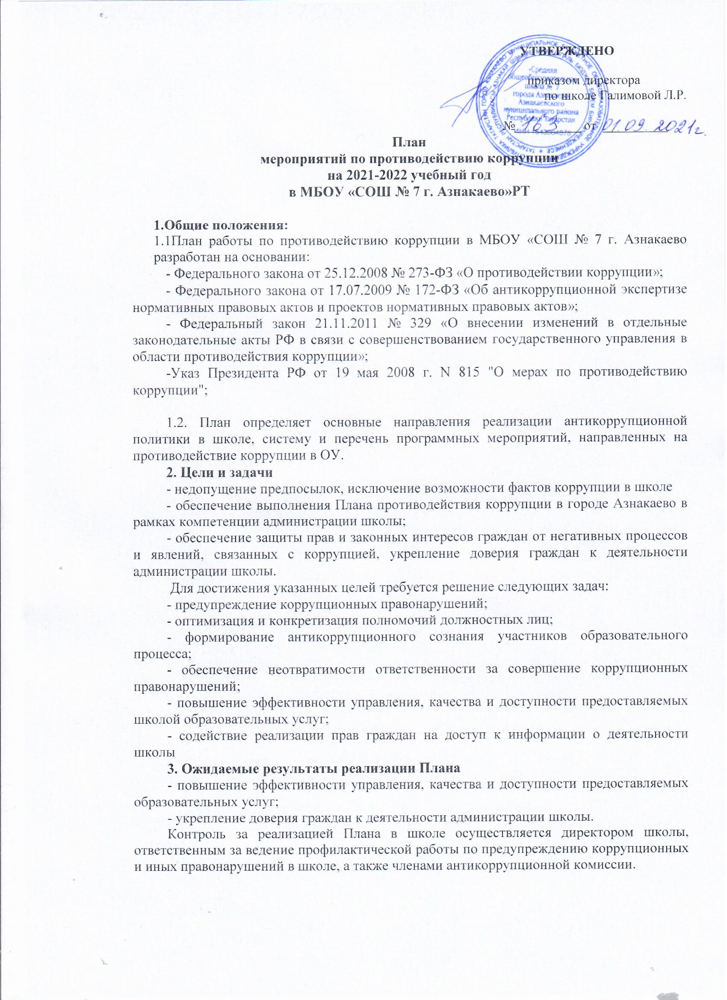 УТВЕРЖДЕНО
приказом директора
по школе Галимовой Л.Р.
№ 163 от 01.09.2021г.
«Средняя
общеобразовательная
школа № 7
города Азнакаево
Азнакаевского
муниципального района
Республики Татарстан
План
мероприятий по противодействию коррупции
на 2021-2022 учебный год
в МБОУ «СОШ № 7 г. Азнакаево»РТ
1.Общие положения:
1.1План работы по противодействию коррупции в МБОУ «СОШ № 7 г. Азнакаево
разработан на основании:
- Федерального закона от 25.12.2008 № 273-ФЗ «О противодействии коррупции»;
- Федерального закона от 17.07.2009 № 172-ФЗ «Об антикоррупционной экспертизе
нормативных правовых актов и проектов нормативных правовых актов»;
- Федеральный закон 21.11.2011 № 329 «О внесении изменений в отдельные
законодательные акты РФ в связи с совершенствованием государственного управления в
области противодействия коррупции»;
-Указ Президента РФ от 19 мая 2008 г. N 815 "О мерах по противодействию
коррупции";
1.2. План определяет основные направления реализации антикоррупционной
политики в школе, систему и перечень программных мероприятий, направленных на
противодействие коррупции в ОУ.
2. Цели и задачи
- недопущение предпосылок, исключение возможности фактов коррупции в школе
- обеспечение выполнения Плана противодействия коррупции в городе Азнакаево в
рамках компетенции администрации школы;
- обеспечение защиты прав и законных интересов граждан от негативных процессов
и явлений, связанных с коррупцией, укрепление доверия граждан к деятельности
администрации школы.
Для достижения указанных целей требуется решение следующих задач:
- предупреждение коррупционных правонарушений;
- оптимизация и конкретизация полномочий должностных лиц;
- формирование антикоррупционного сознания участников образовательного
процесса;
- обеспечение неотвратимости ответственности за совершение коррупционных
правонарушений;
- повышение эффективности управления, качества и доступности предоставляемых
школой образовательных услуг;
- содействие реализации прав граждан на доступ к информации о деятельности
школы
3. Ожидаемые результаты реализации Плана
- повышение эффективности управления, качества и доступности предоставляемых
образовательных услуг;
- укрепление доверия граждан к деятельности администрации школы.
Контроль за реализацией Плана в школе осуществляется директором школы,
ответственным за ведение профилактической работы по предупреждению коррупционных
и иных правонарушений в школе, а также членами антикоррупционной комиссии.